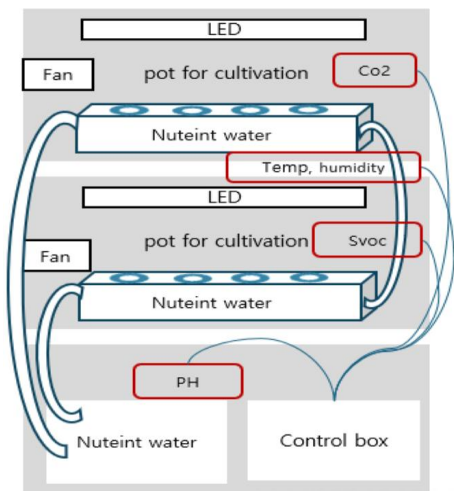 LED
Fan
pot for cultivation
Co2
Nuteint water
Temp, humidity
LED
pot for cultivation
Svoc
Fan
Nuteint water
PH
Nuteint water
Control box